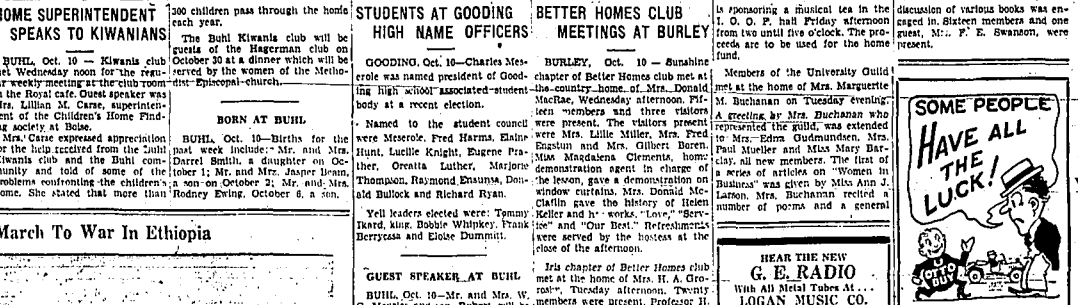 HOME SUPERINTENDENT
SPEAKS TO KIWANIANS
BUHL, Oct. 10 — Kiwanis club
met Wednesday noon for the regu-
lar weekly meeting at the club room
in the Royal cafe. Guest speaker was
Mrs. Lillian M. Carse, superinten-
dent of the Children's Home Find-
ing society at Boise.
Mrs. Carse expressed appreciation
for the help received from the Buhl
Kiwanis club and the Buhl com-
munity and told of some of the
problems confronting the children's
home. She stated that more than
300 children pass through the home
each year.
The Buhl Kiwanis club will be
guests of the Hagerman club on
October 30 at a dinner which will be
served by the women of the Metho-
dist Episcopal church.
BORN AT BUHL
BUHL, Oct. 10—Births for the
past week include: Mr. and Mrs.
Darrel Smith, a daughter on Oc-
tober 1; Mr. and Mrs. Jasper Beam,
a son on October 2; Mr. and Mrs.
Rodney Ewing, October 6, a son.
March To War In Ethiopia
STUDENTS AT GOODING
HIGH NAME OFFICERS
GOODING, Oct. 10—Charles Mes-
erole was named president of Good-
ing high school associated student
body at a recent election.
Named to the student council
were Meserole, Fred Harms, Elaine
Hunt, Lucille Knight, Eugene Pra-
ther, Oretta Luther, Marjorie
Thompson, Raymond Enaunsa, Don-
ald Bullock and Richard Ryan.
Yell leaders elected were: Tommy
Ikard, king, Bobbie Whipkey, Frank
Berryessa and Eloise Dummitt.
GUEST SPEAKER AT BUHL
BUHL, Oct. 10—Mr. and Mrs. W.
BETTER HOMES CLUB
MEETINGS AT BURLEY
BURLEY, Oct. 10 — Sunshine
chapter of Better Homes club met at
the country home of Mrs. Donald
MacRae, Wednesday afternoon. Fif-
teen members and three visitors
were present. The visitors present
were Mrs. Lillie Miller, Mrs. Fred
Engstun and Mrs. Gilbert Boren.
Miss Magdalena Clements, home
demonstration agent in charge of
the lesson, gave a demonstration on
window curtains. Mrs. Donald Mc-
Claflin gave the history of Helen
Keller and works. "Love," "Serv-
ice" and "Our Best." Refreshments
were served by the hostess at the
close of the afternoon.
Iris chapter of Better Homes club
met at the home of Mrs. H. A. Gro-
Tuesday afternoon. Twenty
members were present. Professor H.
is sponsoring a musical tea in the
I. O. O. F. hall Friday afternoon
from two until five o'clock. The pro-
ceeds are to be used for the home
fund.
Members of the University Guild
met at the home of Mrs. Marguerite
M. Buchanan on Tuesday evening.
A greeting by Mrs. Buchanan who
represented the guild, was extended
to Mrs. Edna Gudmundsen, Mrs.
Paul Mueller and Miss Mary Bar-
clay, all new members. The first of
a series of articles on "Women in
Business" was given by Miss Ann J.
Larson. Mrs. Buchanan recited a
number of poems and a general
HEAR THE NEW
G. E. RADIO
With All Metal Tubes At . . .
LOGAN MUSIC CO.
discussion of various books was en-
gaged in. Sixteen members and one
guest, Mrs. F. E. Swanson, were
present.
SOME PEOPLE
HAVE ALL
THE
LUCK!